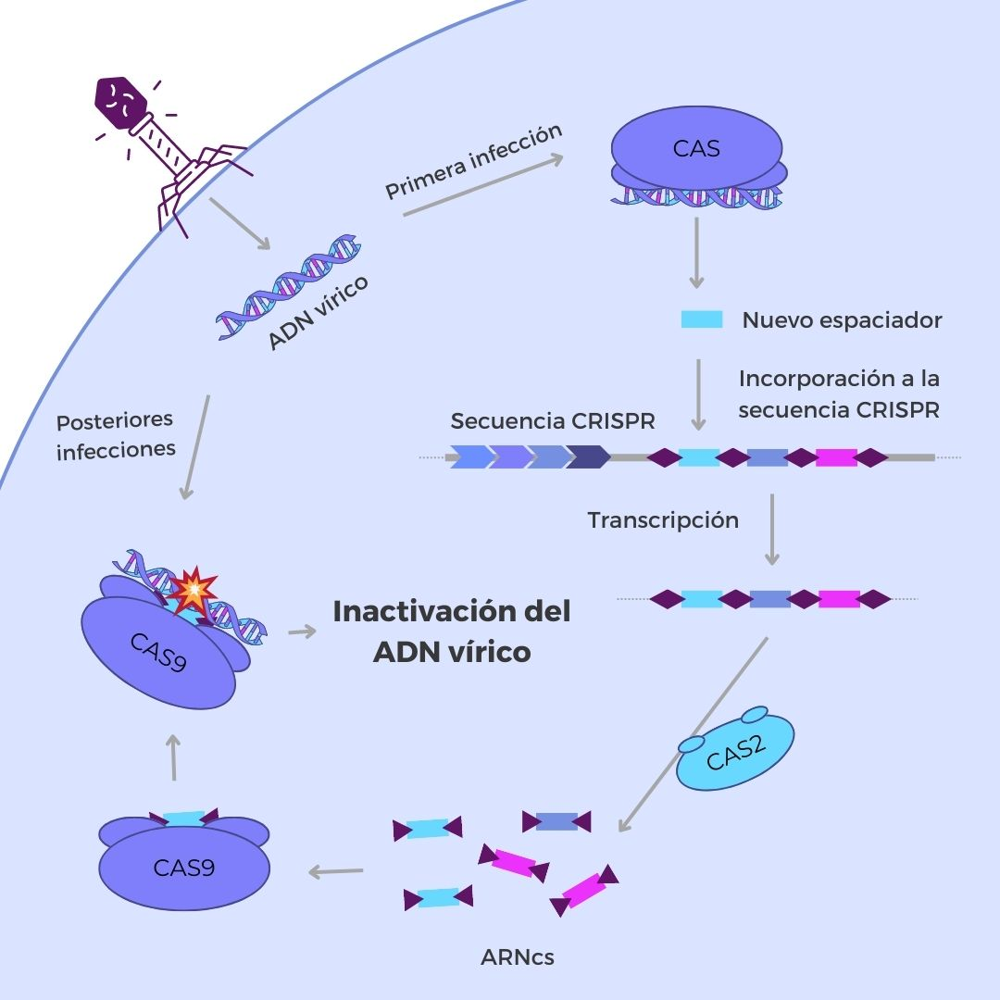 Primera infección
CAS
ADN vírico
Nuevo espaciador
Incorporación a la
secuencia CRISPR
Secuencia CRISPR
Posteriores
infecciones
Transcripción
Inactivación del
ADN vírico
CAS9
CAS2
CAS9
ARNcs